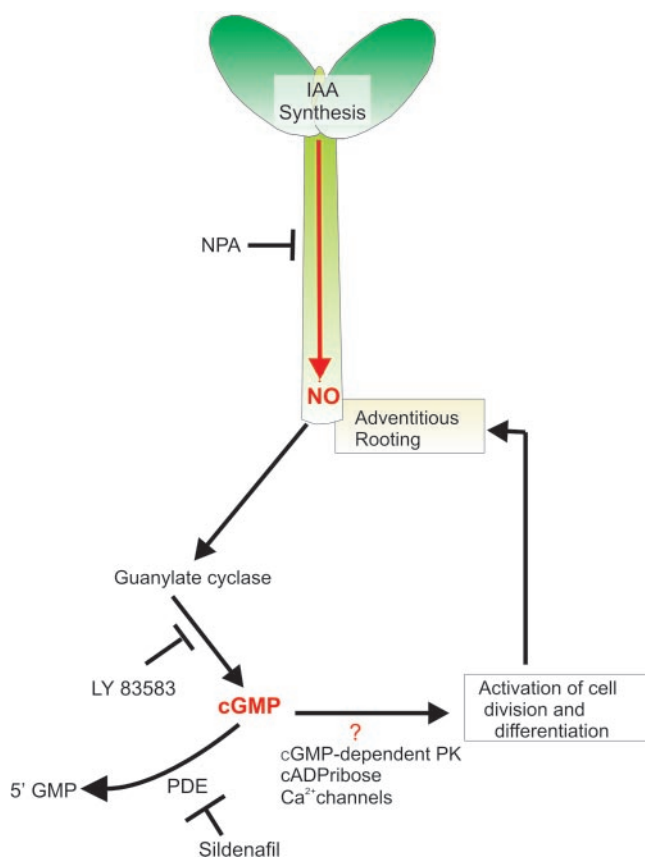 IAA
Synthesis
NPA
NO
Adventitious
Rooting
Guanylate cyclase
LY 83583
cGMP
Activation of cell
division and
differentiation
?
cGMP-dependent PK
cADPribose
Ca²⁺channels
5' GMP
PDE
Sildenafil